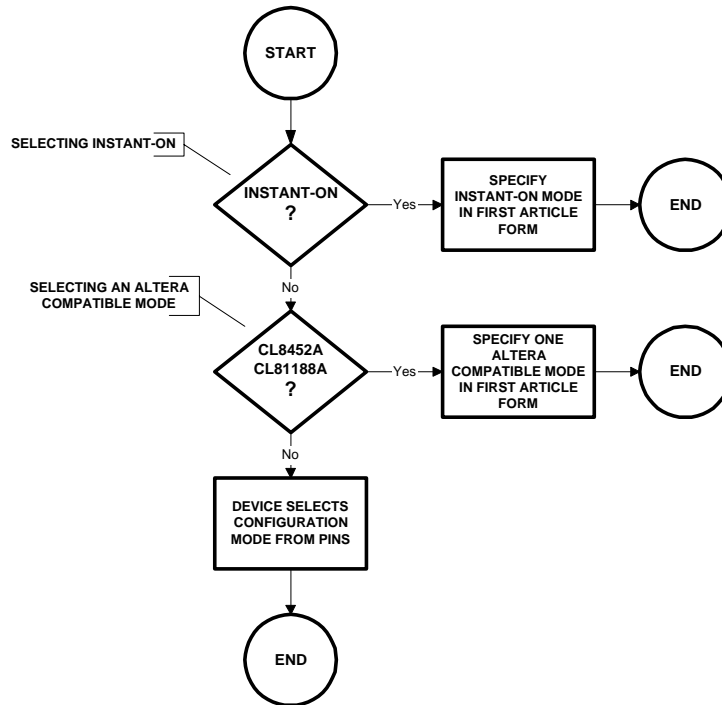 START
SELECTING INSTANT-ON
INSTANT-ON
?
Yes
SPECIFY
INSTANT-ON MODE
IN FIRST ARTICLE
FORM
END
No
SELECTING AN ALTERA
COMPATIBLE MODE
CL8452A
CL81188A
?
Yes
SPECIFY ONE
ALTERA
COMPATIBLE MODE
IN FIRST ARTICLE
FORM
END
No
DEVICE SELECTS
CONFIGURATION
MODE FROM PINS
END